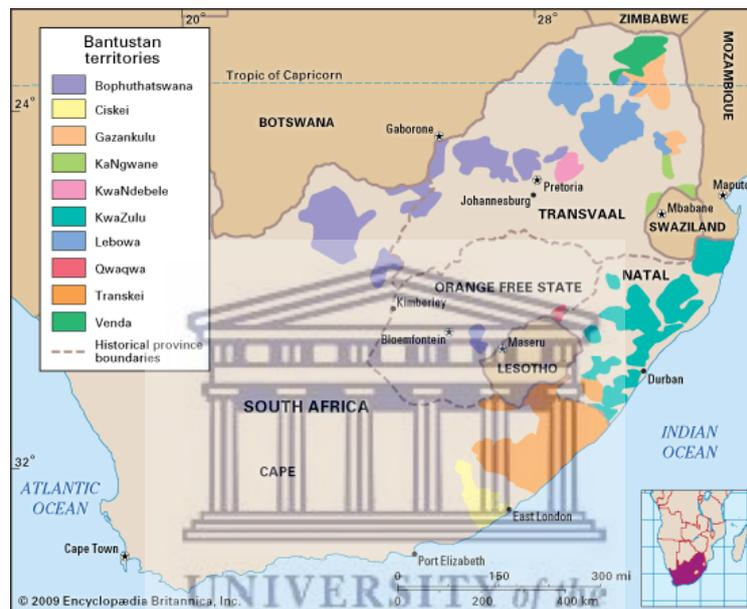 20°
28°
ZIMBABWE
MOZAMBIQUE
Bantustan
territories
Bophuthatswana
Ciskei
Gazankulu
KaNgwane
KwaNdebele
KwaZulu
Lebowa
Qwaqwa
Transkei
Venda
Historical province
boundaries
Tropic of Capricorn
24°
BOTSWANA
Gaborone
Pretoria
Johannesburg
TRANSVAAL
Maputo
Mbabane
SWAZILAND
NATAL
ORANGE FREE STATE
Kimberley
Bloemfontein
Maseru
LESOTHO
Durban
SOUTH AFRICA
INDIAN
OCEAN
32°
CAPE
ATLANTIC
OCEAN
East London
Cape Town
Port Elizabeth
0 150 300 mi
0 200 400 km
© 2009 Encyclopædia Britannica, Inc.
UNIVERSITY of the